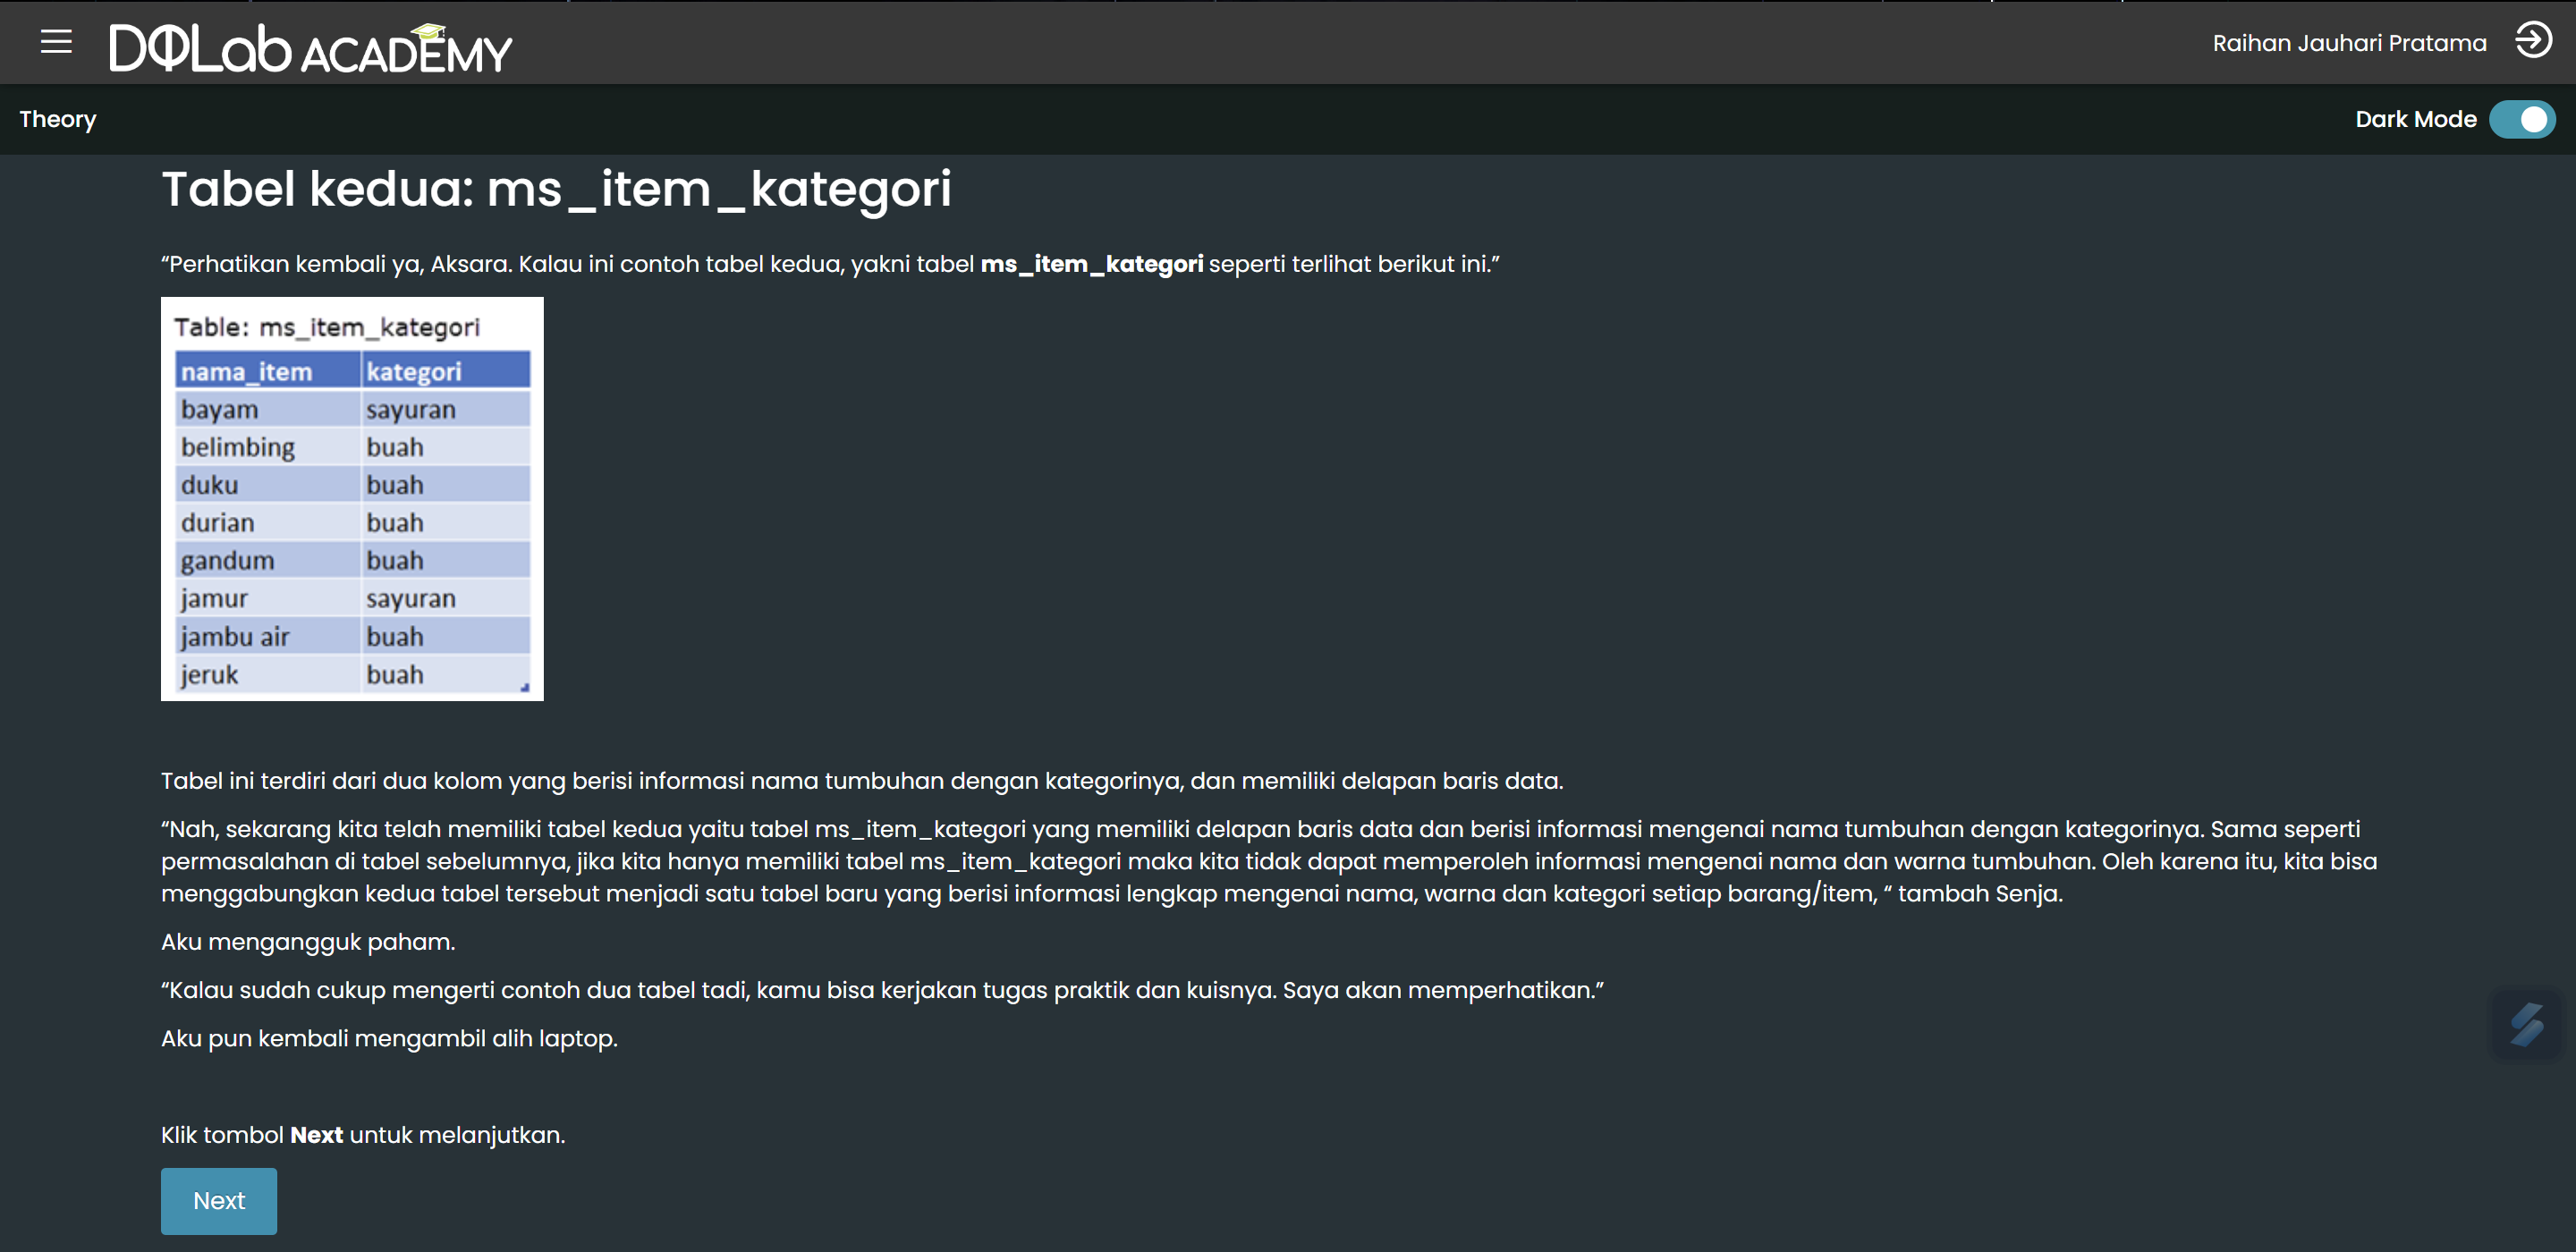 DQLab ACADEMY
Raihan Jauhari Pratama
Theory
Dark Mode
Tabel kedua: ms_item_kategori
“Perhatikan kembali ya, Aksara. Kalau ini contoh tabel kedua, yakni tabel ms_item_kategori seperti terlihat berikut ini.”
Table: ms_item_kategori
nama_item kategori
bayam sayuran
belimbing buah
duku buah
durian buah
gandum buah
jamur sayuran
jambu air buah
jeruk buah
Tabel ini terdiri dari dua kolom yang berisi informasi nama tumbuhan dengan kategorinya, dan memiliki delapan baris data.
“Nah, sekarang kita telah memiliki tabel kedua yaitu tabel ms_item_kategori yang memiliki delapan baris data dan berisi informasi mengenai nama tumbuhan dengan kategorinya. Sama seperti
permasalahan di tabel sebelumnya, jika kita hanya memiliki tabel ms_item_kategori maka kita tidak dapat memperoleh informasi mengenai nama dan warna tumbuhan. Oleh karena itu, kita bisa
menggabungkan kedua tabel tersebut menjadi satu tabel baru yang berisi informasi lengkap mengenai nama, warna dan kategori setiap barang/item, “ tambah Senja.
Aku mengangguk paham.
“Kalau sudah cukup mengerti contoh dua tabel tadi, kamu bisa kerjakan tugas praktik dan kuisnya. Saya akan memperhatikan.”
Aku pun kembali mengambil alih laptop.
Klik tombol Next untuk melanjutkan.
Next